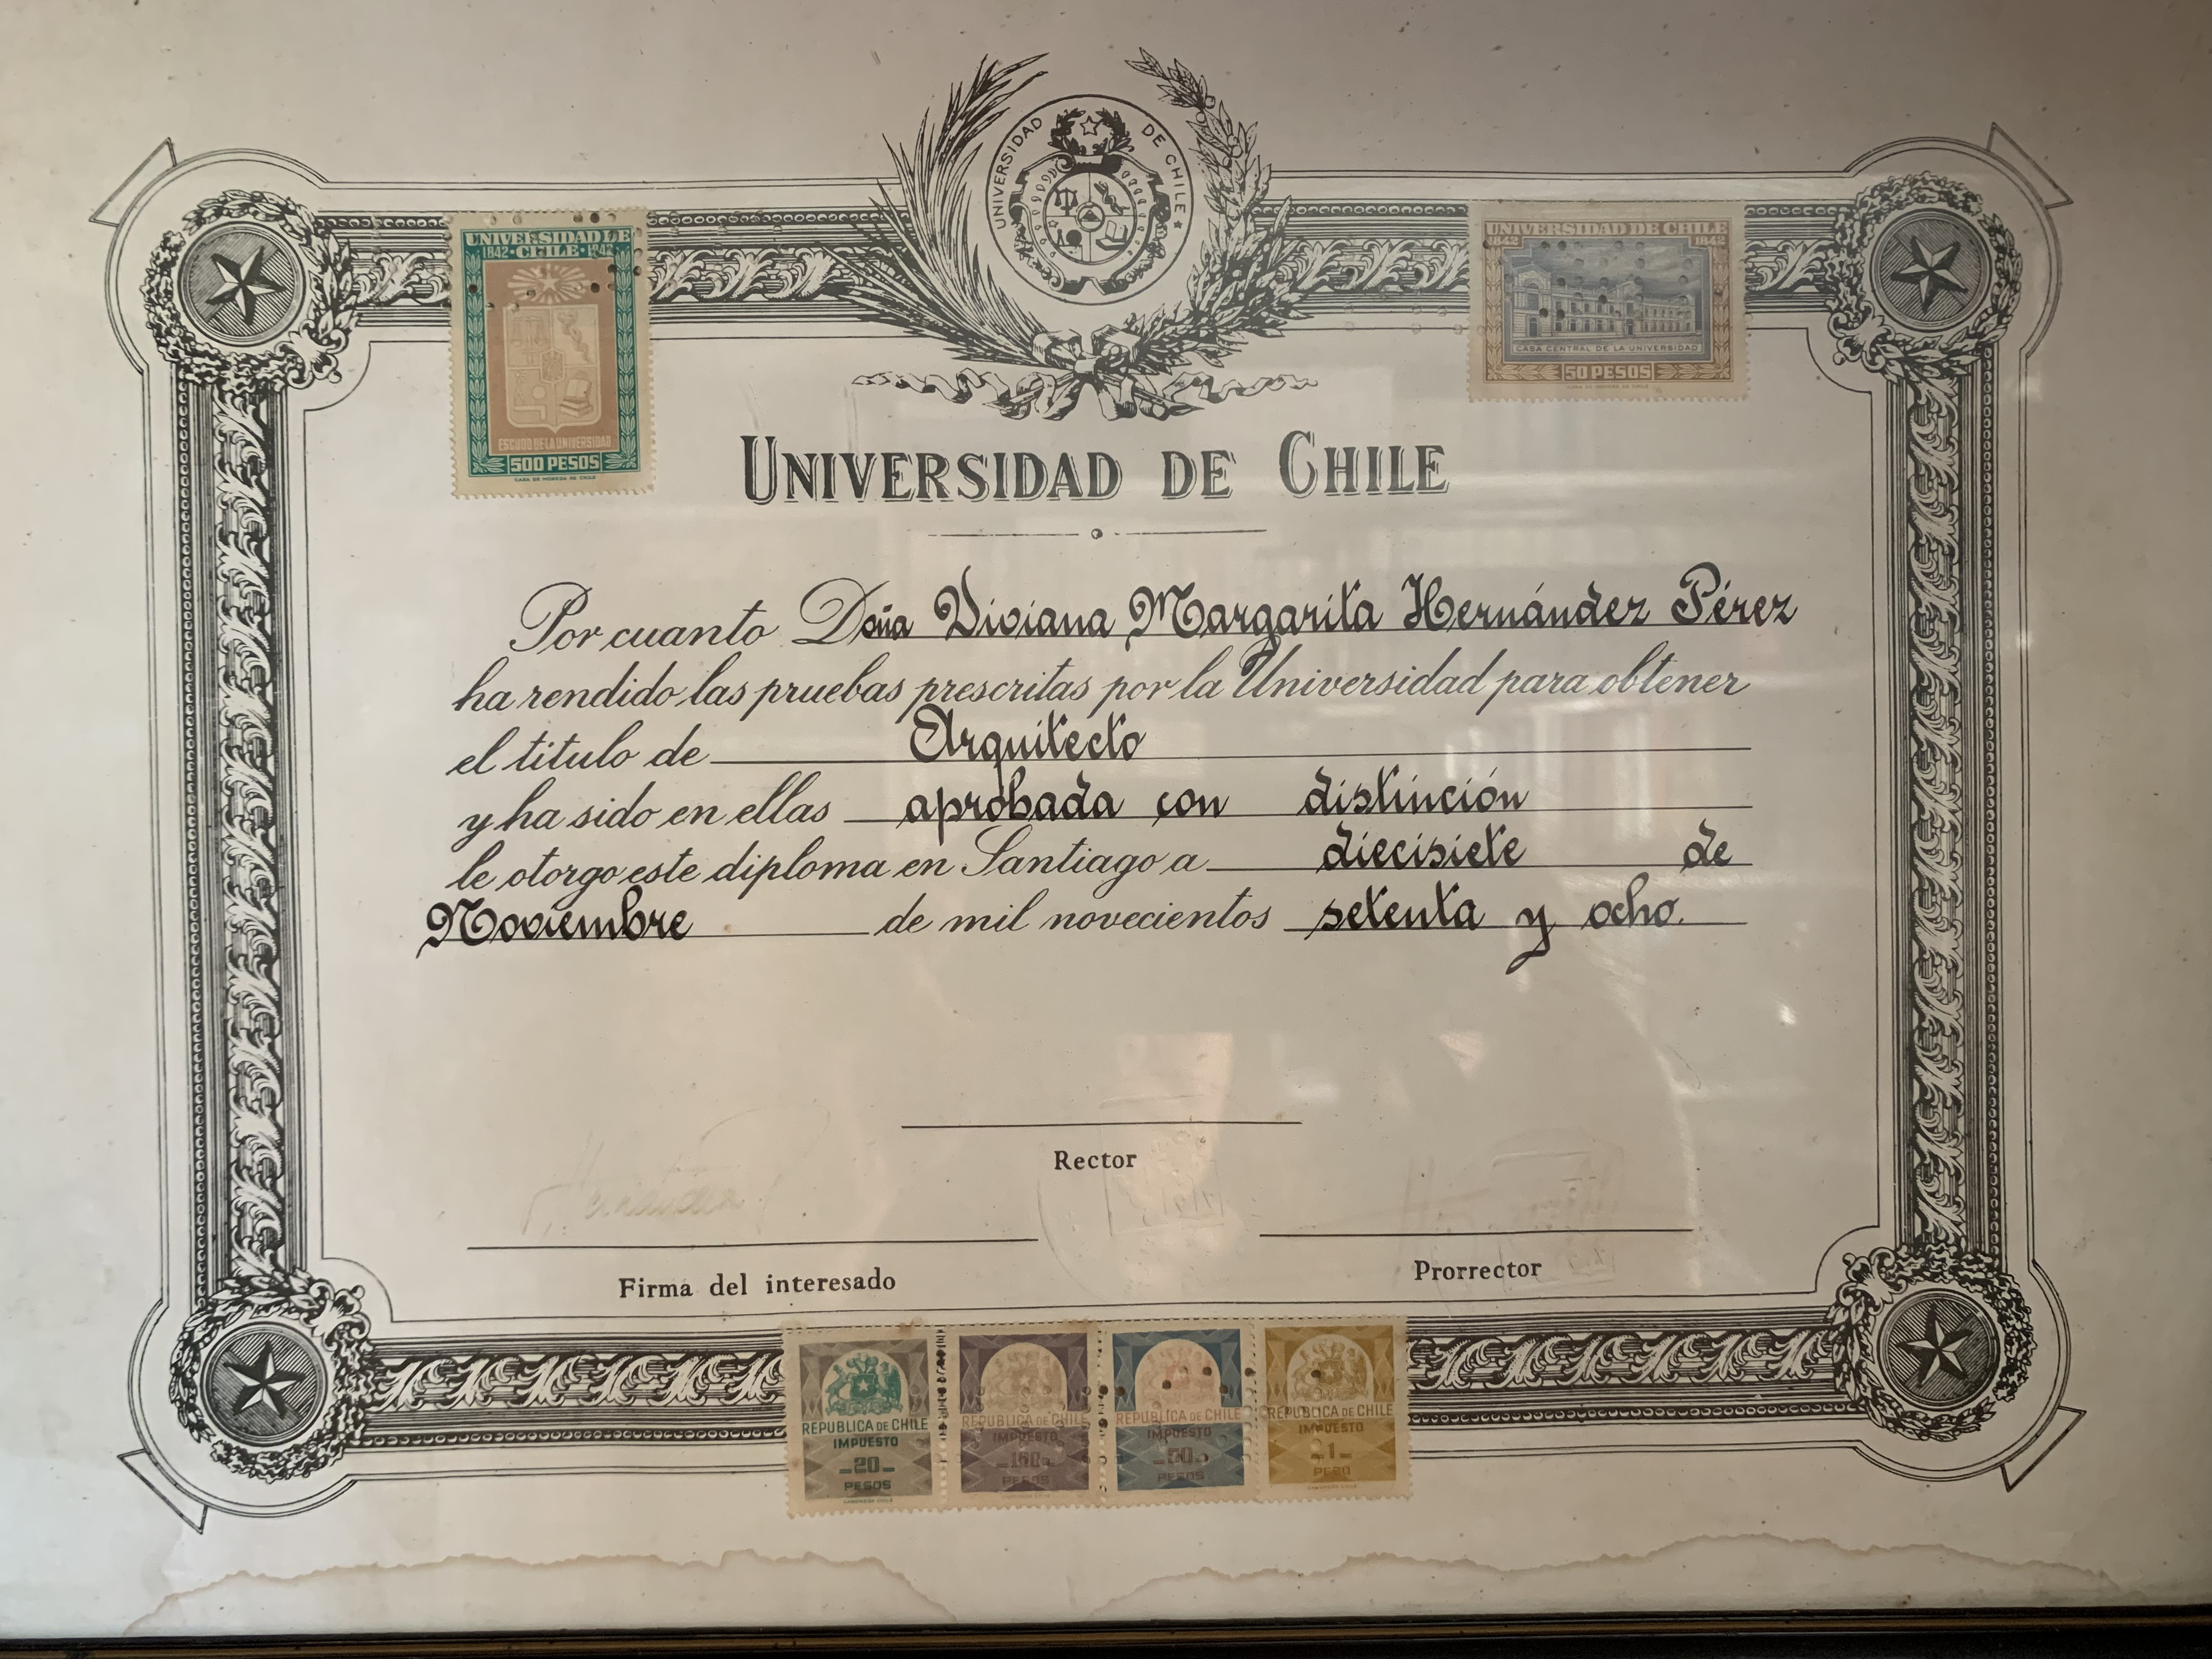 UNIVERSIDAD DE CHILE
UNIVERSIDAD DE
1842 · CHILE · 1842
ESCUDO DE LA UNIVERSIDAD
500 PESOS
CASA DE MONEDA DE CHILE
UNIVERSIDAD DE CHILE
1842 1842
CASA CENTRAL DE LA UNIVERSIDAD
50 PESOS
CASA DE MONEDA DE CHILE
UNIVERSIDAD DE CHILE
Por cuanto Doña Viviana Margarita Hernández Pérez
ha rendido las pruebas prescritas por la Universidad para obtener
el titulo de Arquitecto
y ha sido en ellas aprobada con distinción
le otorgo este diploma en Santiago a diecisiete de
Noviembre de mil novecientos setenta y ocho.
Rector
Firma del interesado
Prorrector
REPUBLICA DE CHILE
IMPUESTO
20
PESOS
REPUBLICA DE CHILE
IMPUESTO
PESOS
REPUBLICA DE CHILE
IMPUESTO
PESOS
REPUBLICA DE CHILE
IMPUESTO
1
PESO